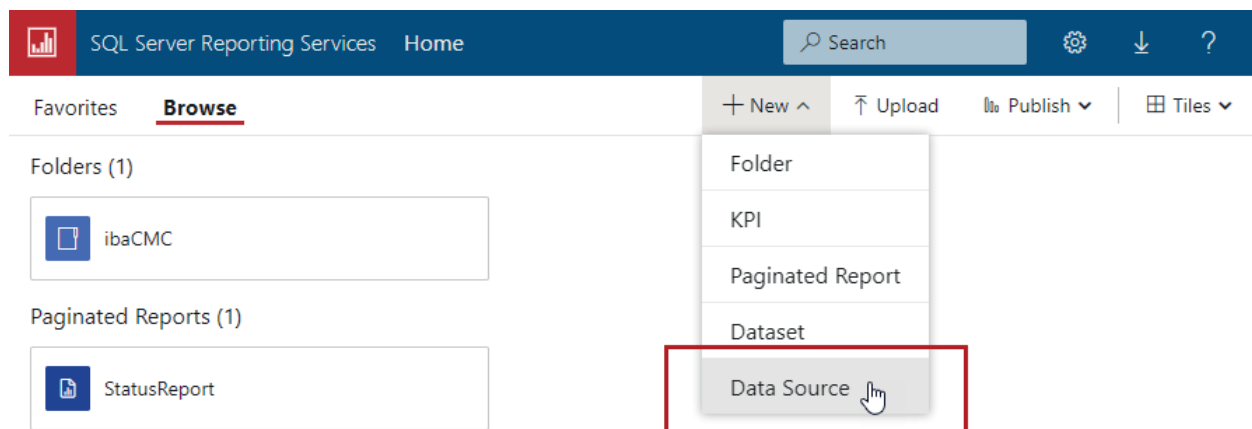 SQL Server Reporting Services Home Search ?
Favorites Browse + New Upload Publish Tiles
Folders (1)
Folder
KPI
ibaCMC
Paginated Report
Paginated Reports (1)
Dataset
Data Source
StatusReport